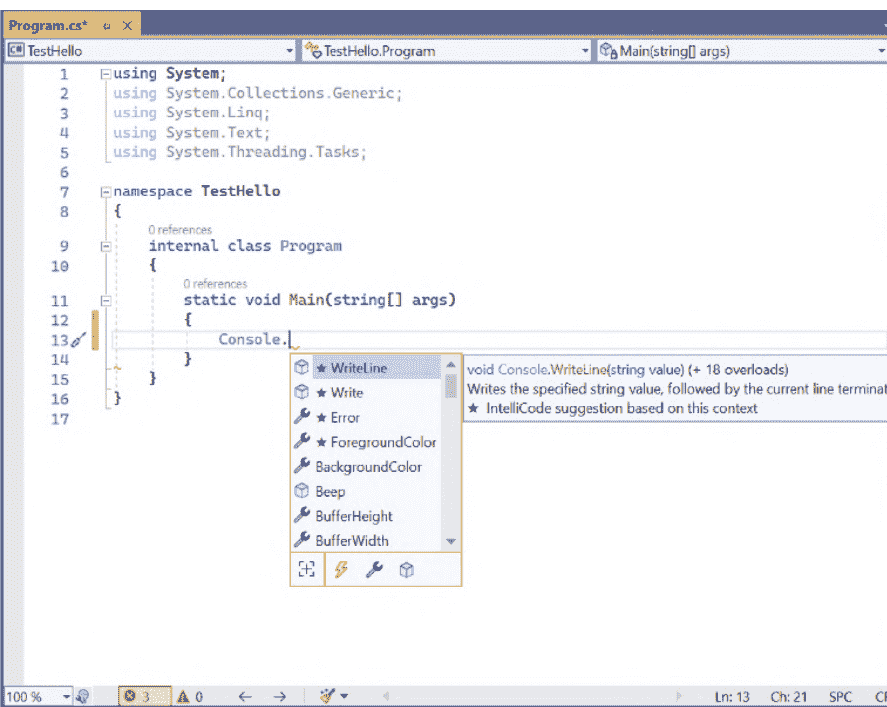 Program.cs*
TestHello
TestHello.Program
Main(string[] args)
1 using System;
2 using System.Collections.Generic;
3 using System.Linq;
4 using System.Text;
5 using System.Threading.Tasks;
6
7 namespace TestHello
8 {
0 references
9 internal class Program
10 {
0 references
11 static void Main(string[] args)
12 {
13 Console.
14 }
15 }
16 }
17
★ WriteLine
★ Write
★ Error
★ ForegroundColor
BackgroundColor
Beep
BufferHeight
BufferWidth
void Console.WriteLine(string value) (+ 18 overloads)
Writes the specified string value, followed by the current line terminat
★ IntelliCode suggestion based on this context
100 % 3 0 Ln: 13 Ch: 21 SPC